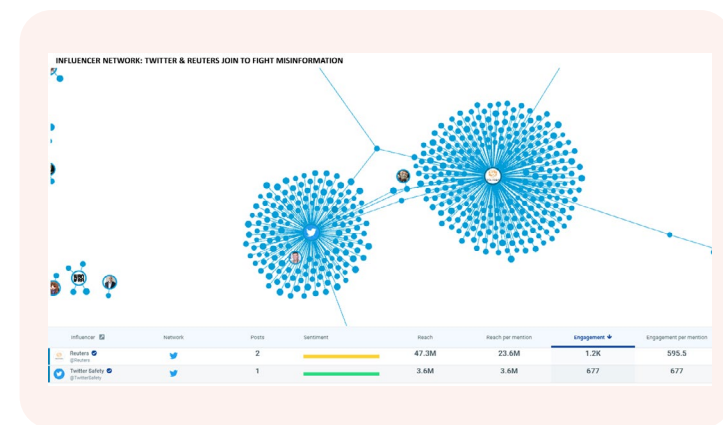 INFLUENCER NETWORK: TWITTER & REUTERS JOIN TO FIGHT MISINFORMATION
Influencer Network Posts Sentiment Reach Reach per mention Engagement Engagement per mention
Reuters 2 47.3M 23.6M 1.2K 595.5
@Reuters
Twitter Safety 1 3.6M 3.6M 677 677
@TwitterSafety